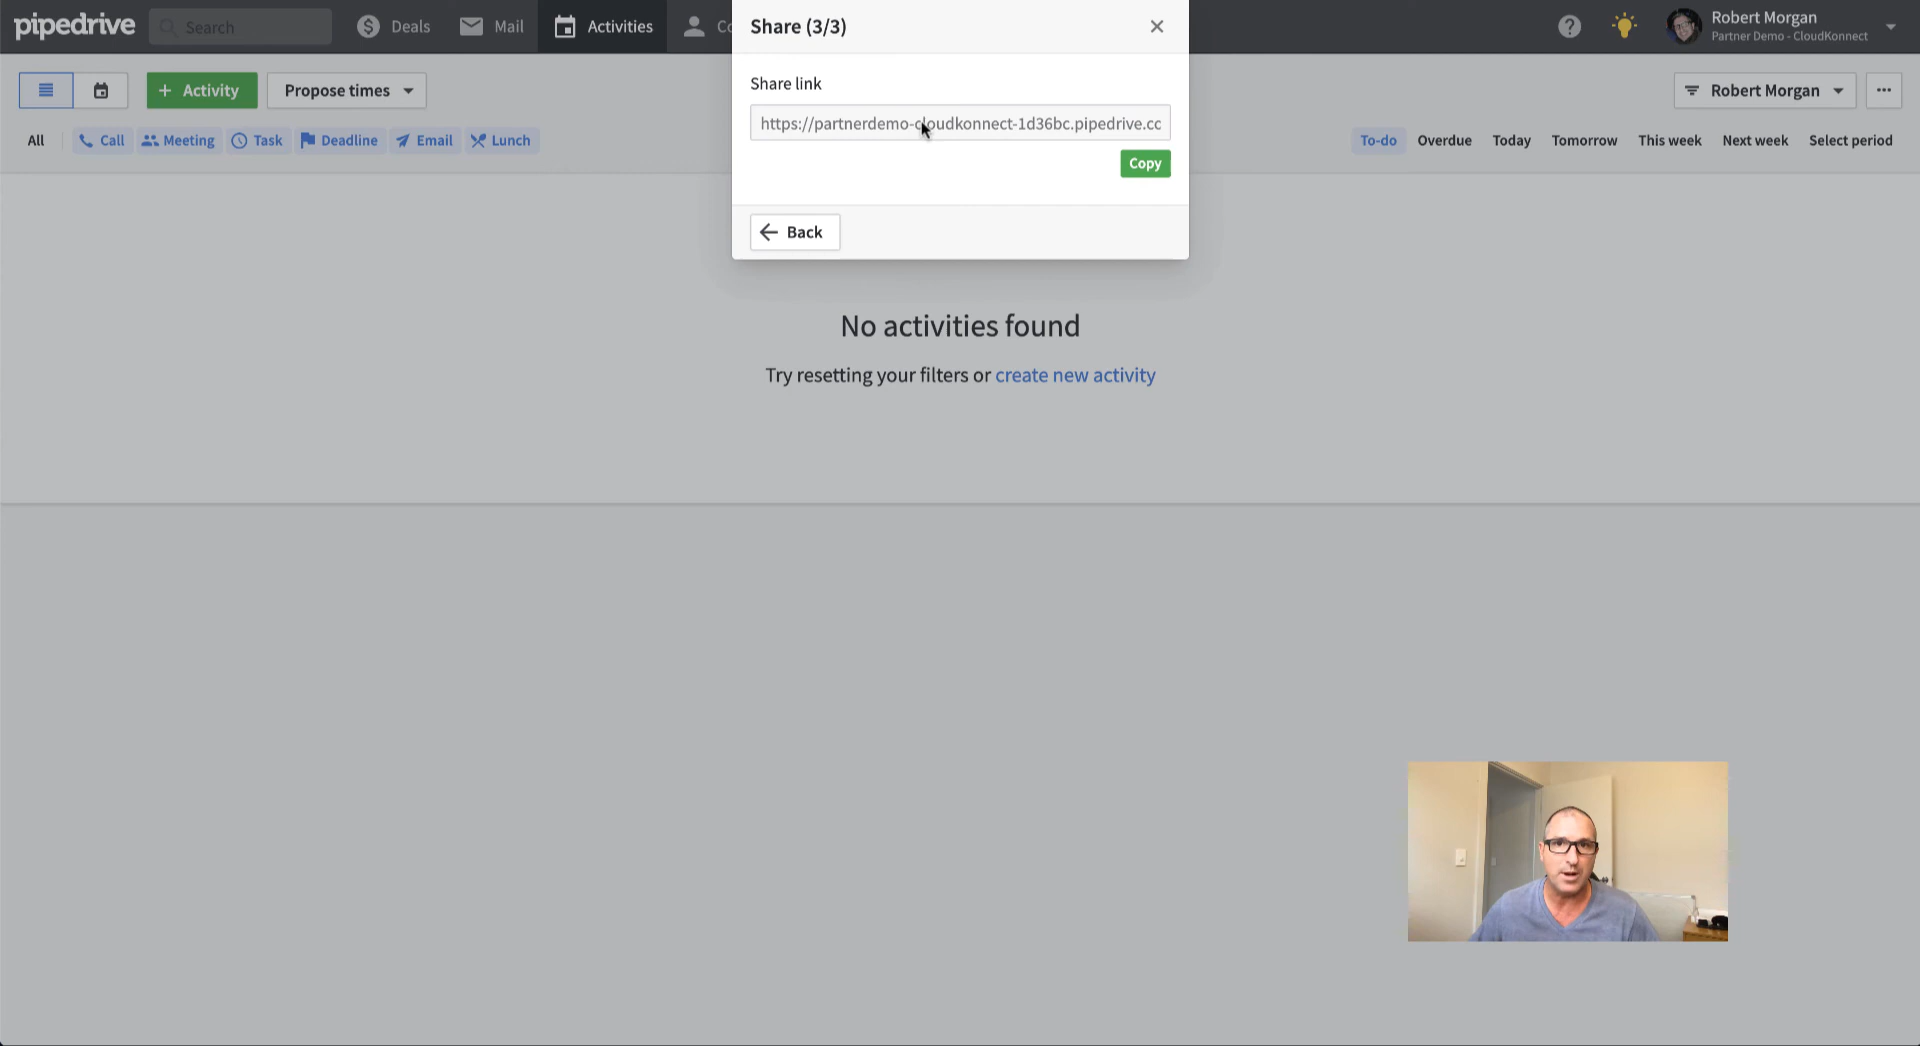 pipedrive
Search
Deals
Mail
Activities
Share (3/3)
Robert Morgan
Partner Demo - CloudKonnect
+ Activity
Propose times
Share link
https://partnerdemo-cloudkonnect-1d36bc.pipedrive.cc
Copy
Back
Robert Morgan
All
Call
Meeting
Task
Deadline
Email
Lunch
To-do
Overdue
Today
Tomorrow
This week
Next week
Select period
No activities found
Try resetting your filters or create new activity